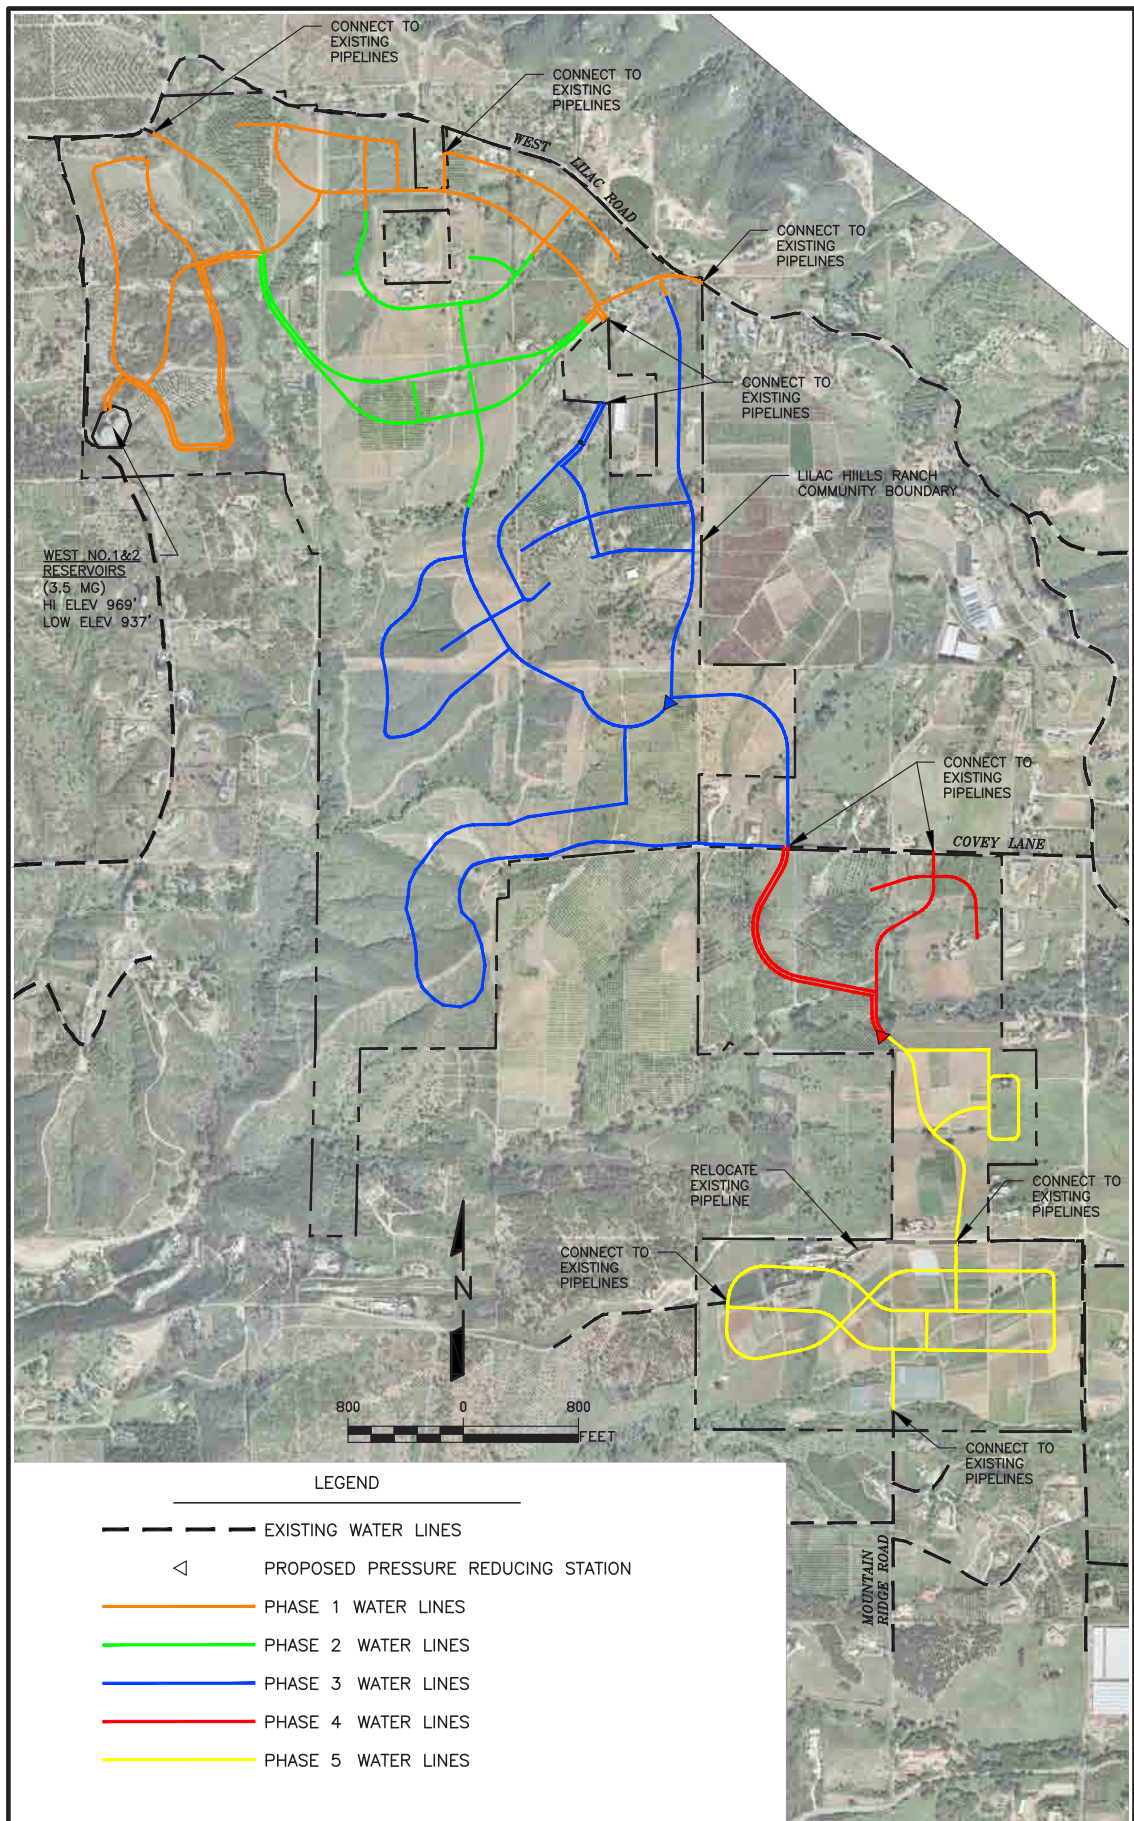 CONNECT TO
EXISTING
PIPELINES
CONNECT TO
EXISTING
PIPELINES
WEST LILAC ROAD
CONNECT TO
EXISTING
PIPELINES
CONNECT TO
EXISTING
PIPELINES
LILAC HIILLS RANCH
COMMUNITY BOUNDARY
WEST NO.1&2
RESERVOIRS
(3.5 MG)
HI ELEV 969'
LOW ELEV 937'
CONNECT TO
EXISTING
PIPELINES
COVEY LANE
RELOCATE
EXISTING
PIPELINE
CONNECT TO
EXISTING
PIPELINES
CONNECT TO
EXISTING
PIPELINES
N
800 0 800
FEET
CONNECT TO
EXISTING
PIPELINES
MOUNTAIN
RIDGE ROAD
LEGEND
EXISTING WATER LINES
PROPOSED PRESSURE REDUCING STATION
PHASE 1 WATER LINES
PHASE 2 WATER LINES
PHASE 3 WATER LINES
PHASE 4 WATER LINES
PHASE 5 WATER LINES